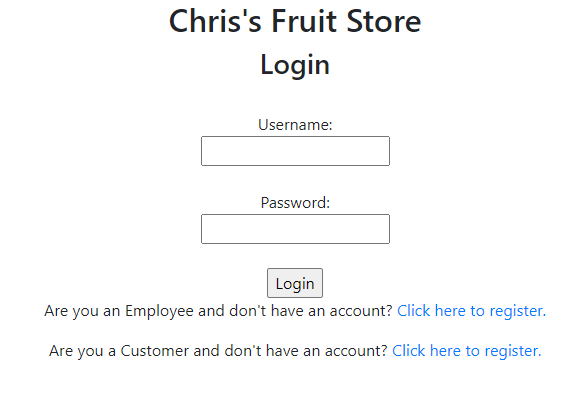 Chris's Fruit Store
Login
Username:
Password:
Login
Are you an Employee and don't have an account? Click here to register.
Are you a Customer and don't have an account? Click here to register.